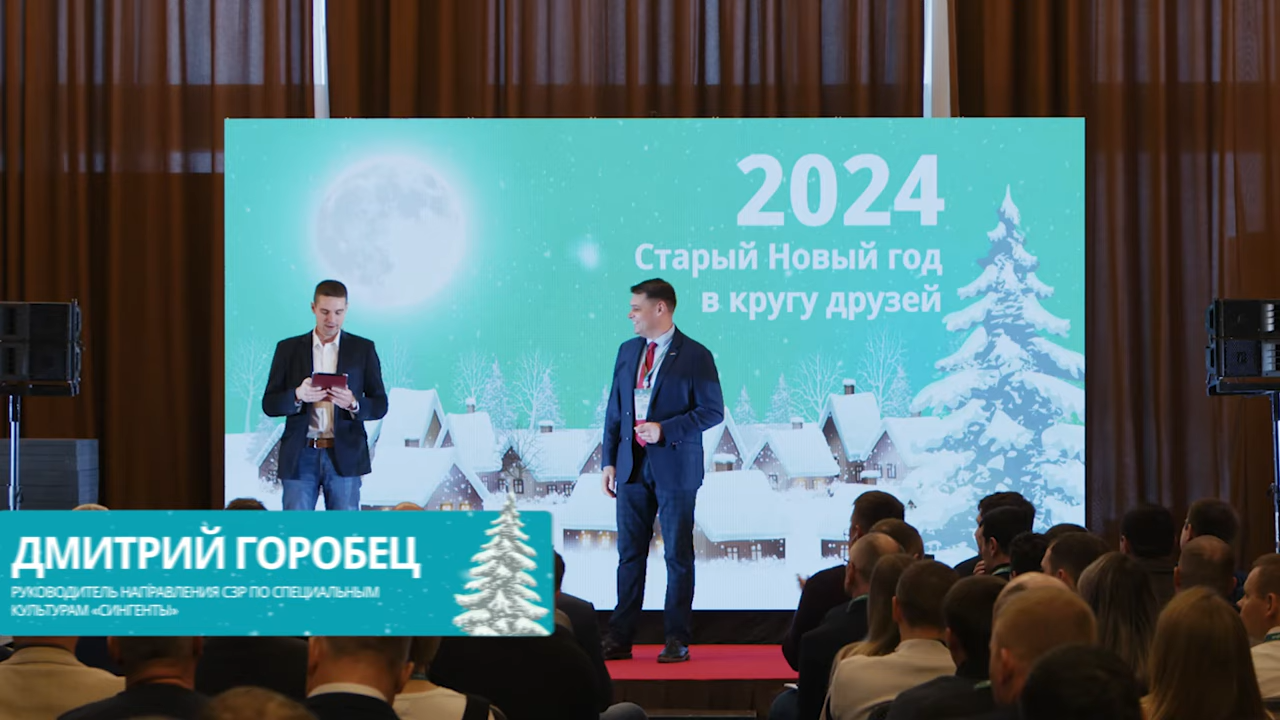 2024
Старый Новый год
в кругу друзей
ДМИТРИЙ ГОРОБЕЦ
РУКОВОДИТЕЛЬ НАПРАВЛЕНИЯ СЗР ПО СПЕЦИАЛЬНЫМ
КУЛЬТУРАМ «СИНГЕНТЫ»